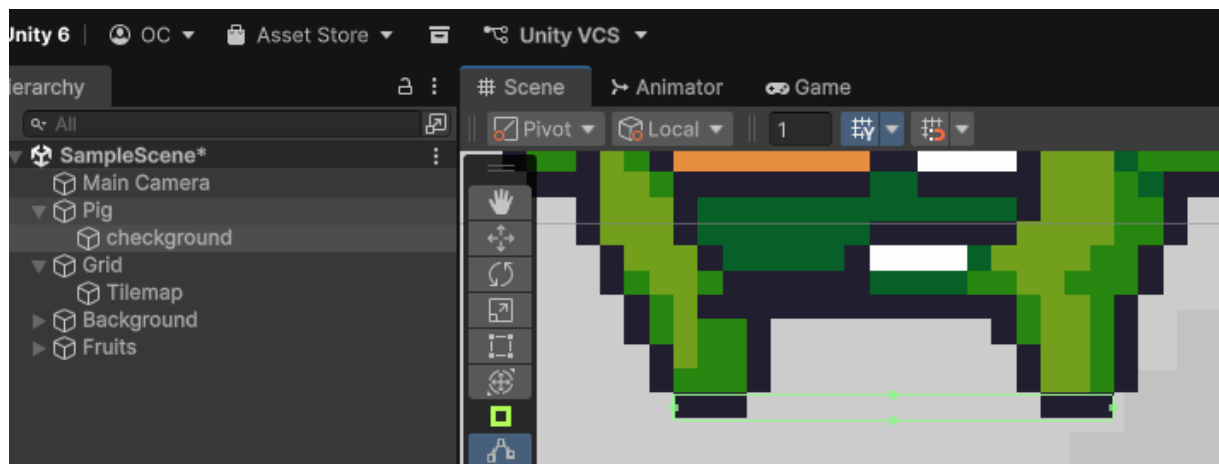 Unity 6 OC Asset Store Unity VCS
ierarchy Scene Animator Game
All Pivot Local 1
SampleScene*
Main Camera
Pig
checkground
Grid
Tilemap
Background
Fruits